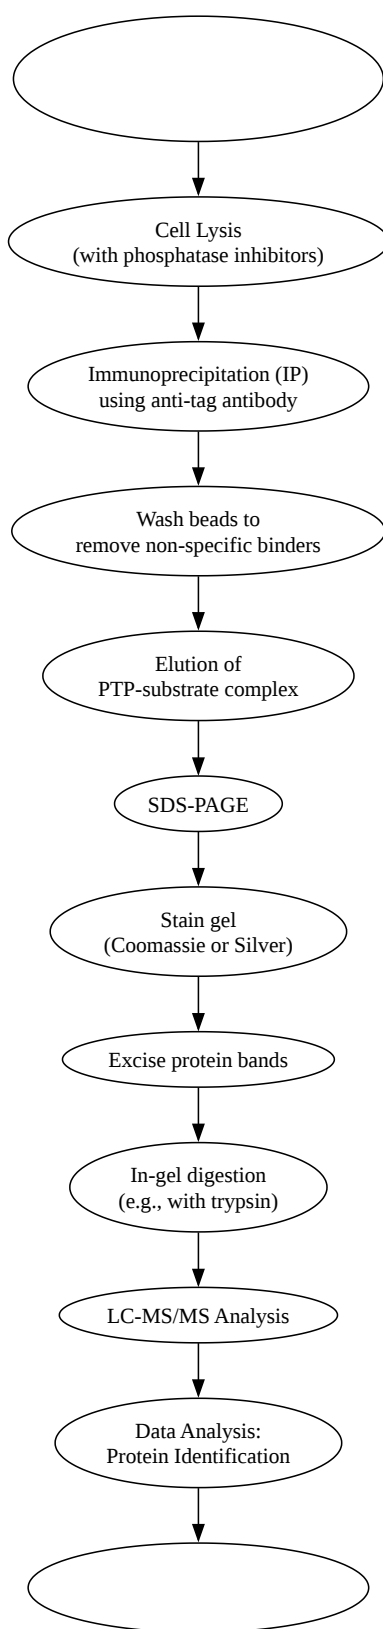 Cell Lysis
(with phosphatase inhibitors)
Immunoprecipitation (IP)
using anti-tag antibody
Wash beads to
remove non-specific binders
Elution of
PTP-substrate complex
SDS-PAGE
Stain gel
(Coomassie or Silver)
Excise protein bands
In-gel digestion
(e.g., with trypsin)
LC-MS/MS Analysis
Data Analysis:
Protein Identification